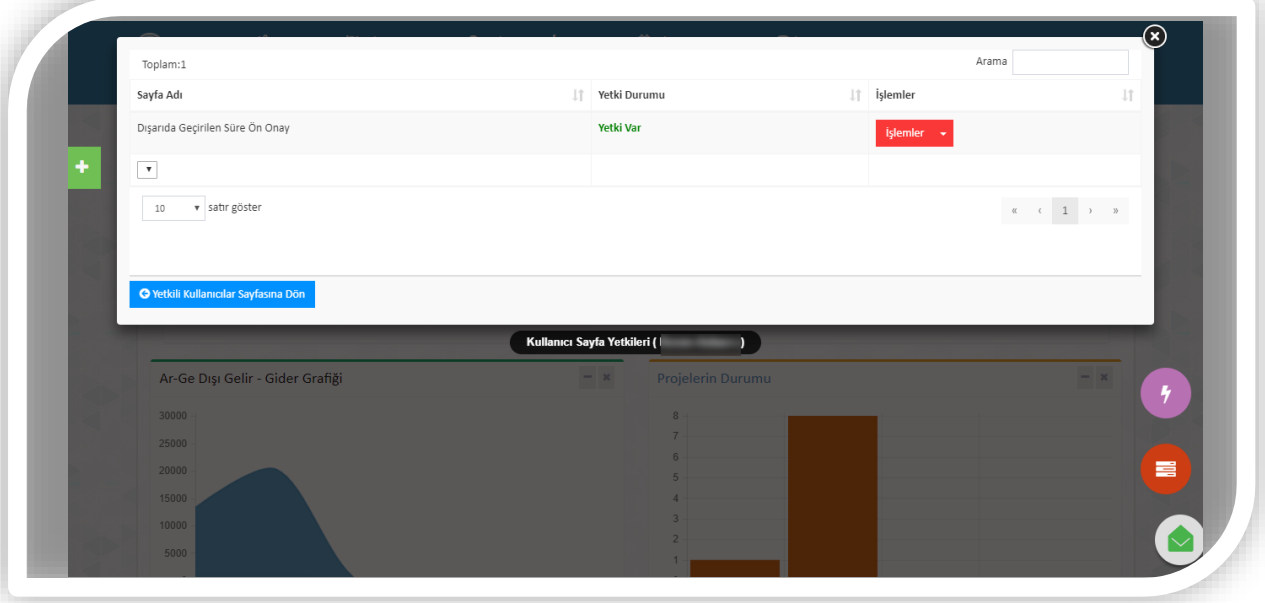 Toplam:1
Arama
Sayfa Adı Yetki Durumu İşlemler
Dışarıda Geçirilen Süre Ön Onay Yetki Var İşlemler
10 satır göster
« ‹ 1 › »
Yetkili Kullanıcılar Sayfasına Dön
Kullanıcı Sayfa Yetkileri ( )
Ar-Ge Dışı Gelir - Gider Grafiği
30000
25000
20000
15000
10000
5000
Projelerin Durumu
8
7
6
5
4
3
2
1